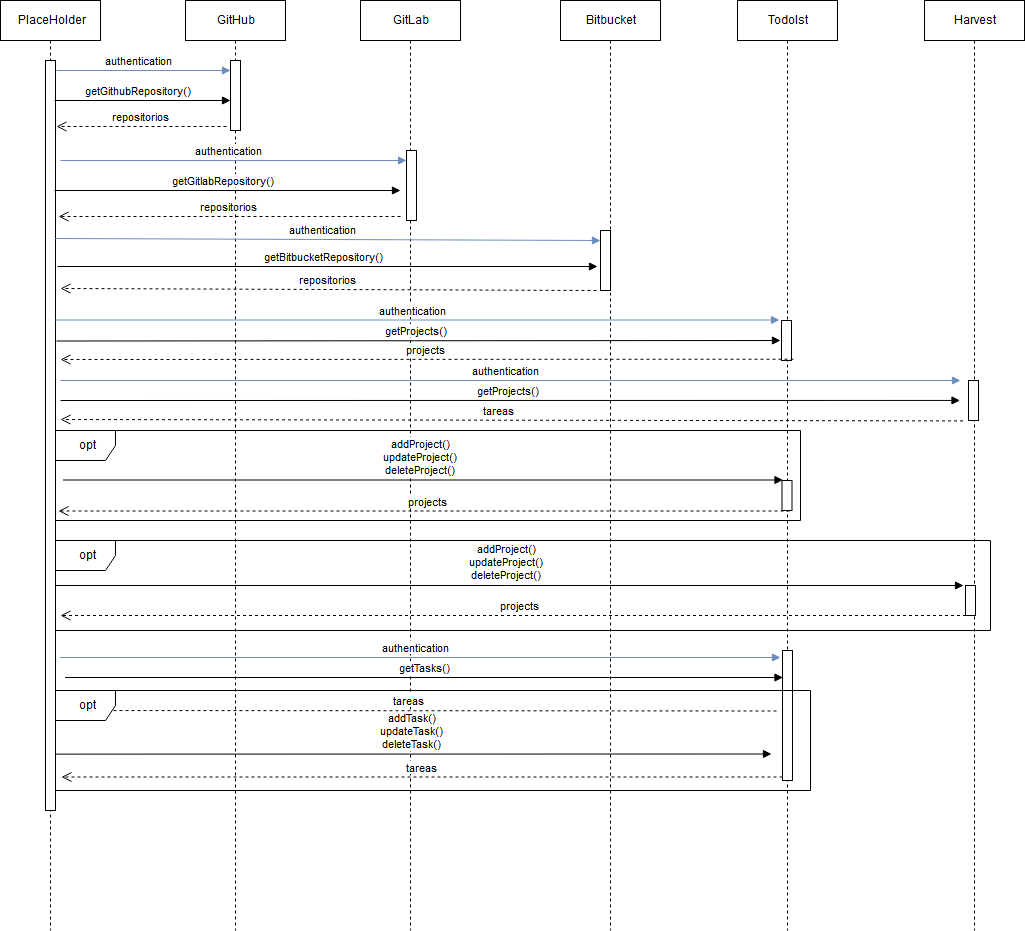 PlaceHolder
GitHub
GitLab
Bitbucket
TodoIst
Harvest
authentication
getGithubRepository()
repositorios
authentication
getGitlabRepository()
repositorios
authentication
getBitbucketRepository()
repositorios
authentication
getProjects()
projects
authentication
getProjects()
tareas
opt
addProject()
updateProject()
deleteProject()
projects
opt
addProject()
updateProject()
deleteProject()
projects
authentication
getTasks()
opt
tareas
addTask()
updateTask()
deleteTask()
tareas